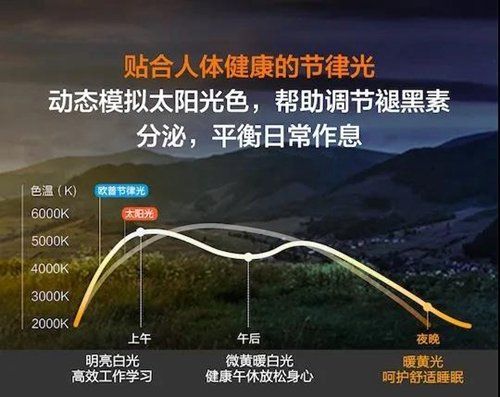 贴合人体健康的节律光
动态模拟太阳光色，帮助调节褪黑素
分泌，平衡日常作息
色温（K）
欧普节律光
太阳光
6000K
5000K
4000K
3000K
2000K
上午
午后
夜晚
明亮白光
高效工作学习
微黄暖白光
健康午休放松身心
暖黄光
呵护舒适睡眠